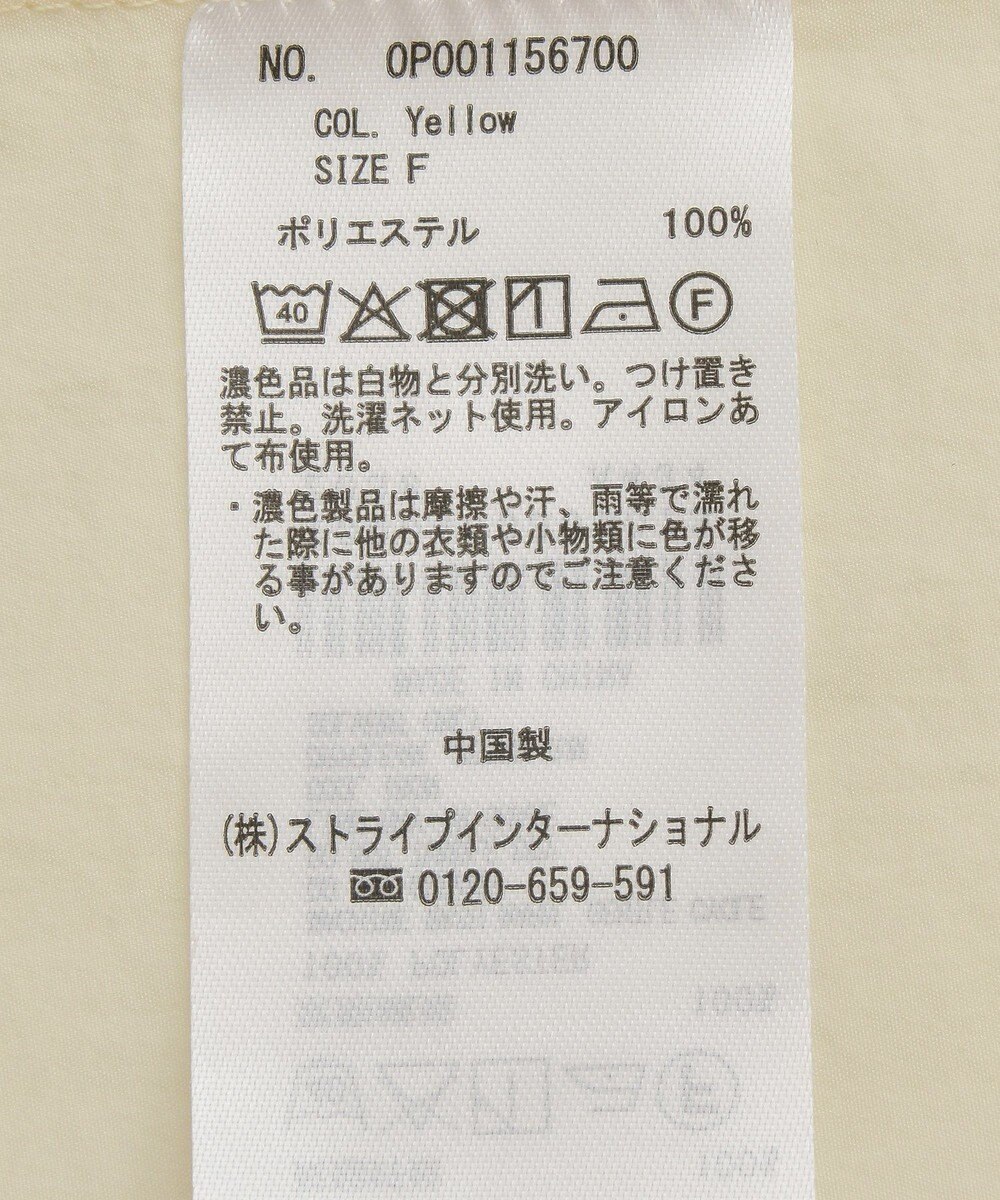 NO. 0P001156700
COL. Yellow
SIZE F
ポリエステル 100%
40 F
濃色品は白物と分別洗い。つけ置き
禁止。洗濯ネット使用。アイロンあ
て布使用。
・濃色製品は摩擦や汗、雨等で濡れ
た際に他の衣類や小物類に色が移
る事がありますのでご注意くださ
い。
中国製
(株)ストライプインターナショナル
0120-659-591